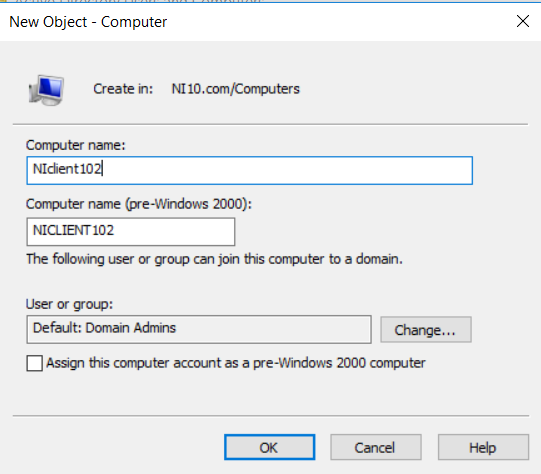 New Object - Computer
Create in: NI10.com/Computers
Computer name:
NIclient102
Computer name (pre-Windows 2000):
NICLIENT102
The following user or group can join this computer to a domain.
User or group:
Default: Domain Admins
Change...
Assign this computer account as a pre-Windows 2000 computer
OK Cancel Help